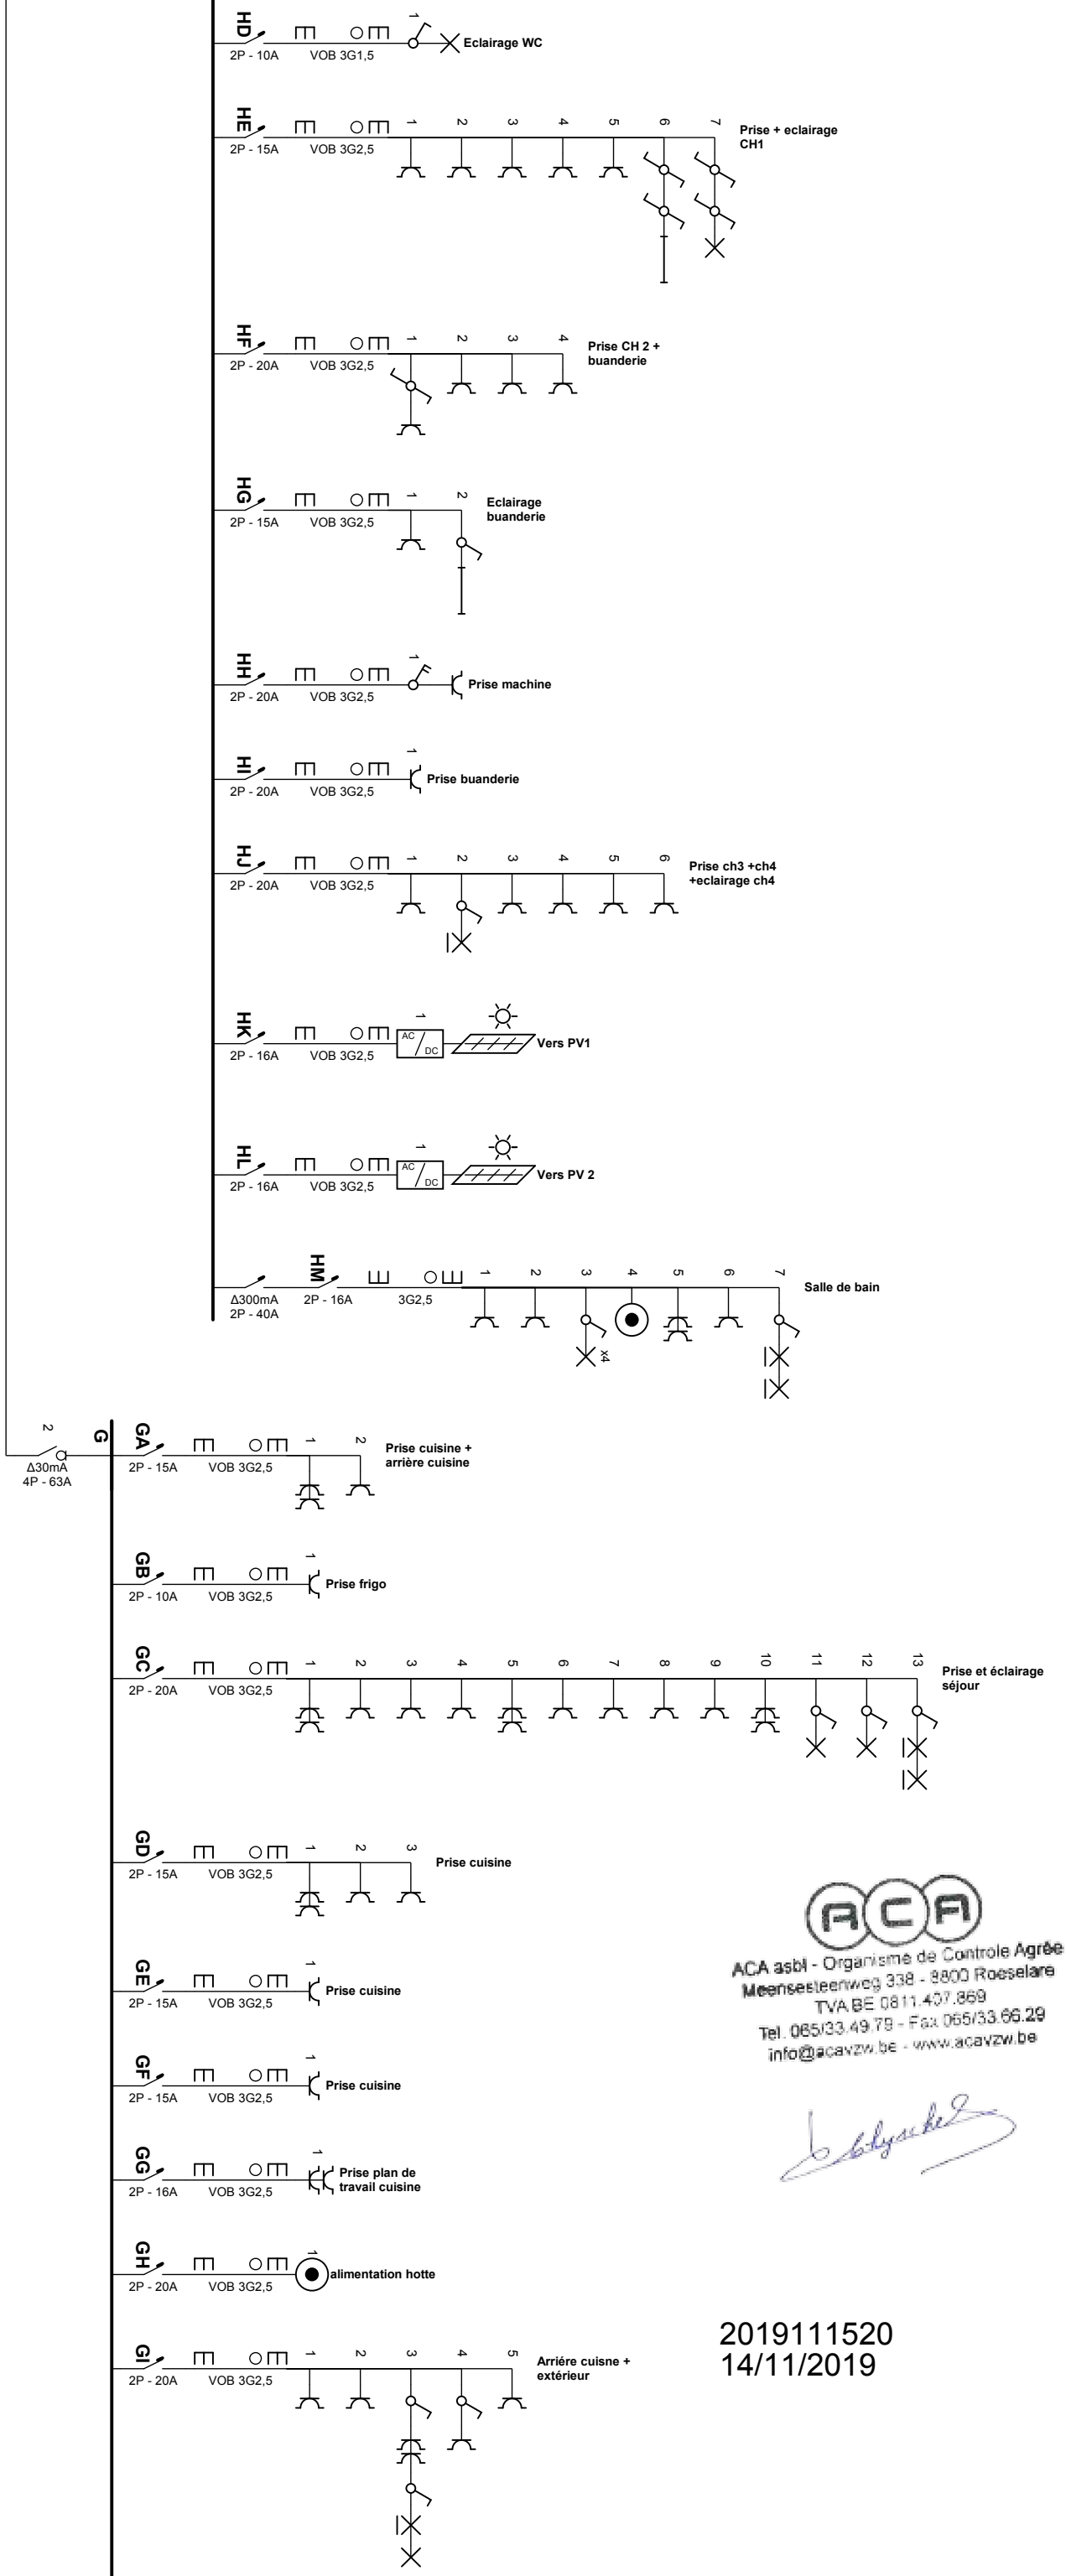 HD
1
Eclairage WC
2P - 10A
VOB 3G1,5
HE
1
2
3
4
5
6
7
Prise + eclairage
CH1
2P - 15A
VOB 3G2,5
HF
1
2
3
4
Prise CH 2 +
buanderie
2P - 20A
VOB 3G2,5
HG
1
2
Eclairage
buanderie
2P - 15A
VOB 3G2,5
HH
1
Prise machine
2P - 20A
VOB 3G2,5
HI
1
Prise buanderie
2P - 20A
VOB 3G2,5
HJ
1
2
3
4
5
6
Prise ch3 +ch4
+eclairage ch4
2P - 20A
VOB 3G2,5
HK
1
AC
DC
Vers PV1
2P - 16A
VOB 3G2,5
HL
1
AC
DC
Vers PV 2
2P - 16A
VOB 3G2,5
HM
1
2
3
4
5
6
7
Salle de bain
Δ300mA
2P - 40A
2P - 16A
3G2,5
x4
2
Δ30mA
4P - 63A
G
GA
1
2
Prise cuisine +
arrière cuisine
2P - 15A
VOB 3G2,5
GB
1
Prise frigo
2P - 10A
VOB 3G2,5
GC
1
2
3
4
5
6
7
8
9
10
11
12
13
Prise et éclairage
séjour
2P - 20A
VOB 3G2,5
GD
1
2
3
Prise cuisine
2P - 15A
VOB 3G2,5
GE
1
Prise cuisine
2P - 15A
VOB 3G2,5
GF
1
Prise cuisine
2P - 15A
VOB 3G2,5
GG
1
Prise plan de
travail cuisine
2P - 16A
VOB 3G2,5
GH
1
alimentation hotte
2P - 20A
VOB 3G2,5
GI
1
2
3
4
5
Arriére cuisne +
extérieur
2P - 20A
VOB 3G2,5
ACA
ACA asbl - Organisme de Controle Agrée
Meensesteenweg 338 - 8800 Roeselare
TVA BE 0811.407.869
Tel. 065/33.49.79 - Fax 065/33.66.29
info@acavzw.be - www.acavzw.be
2019111520
14/11/2019